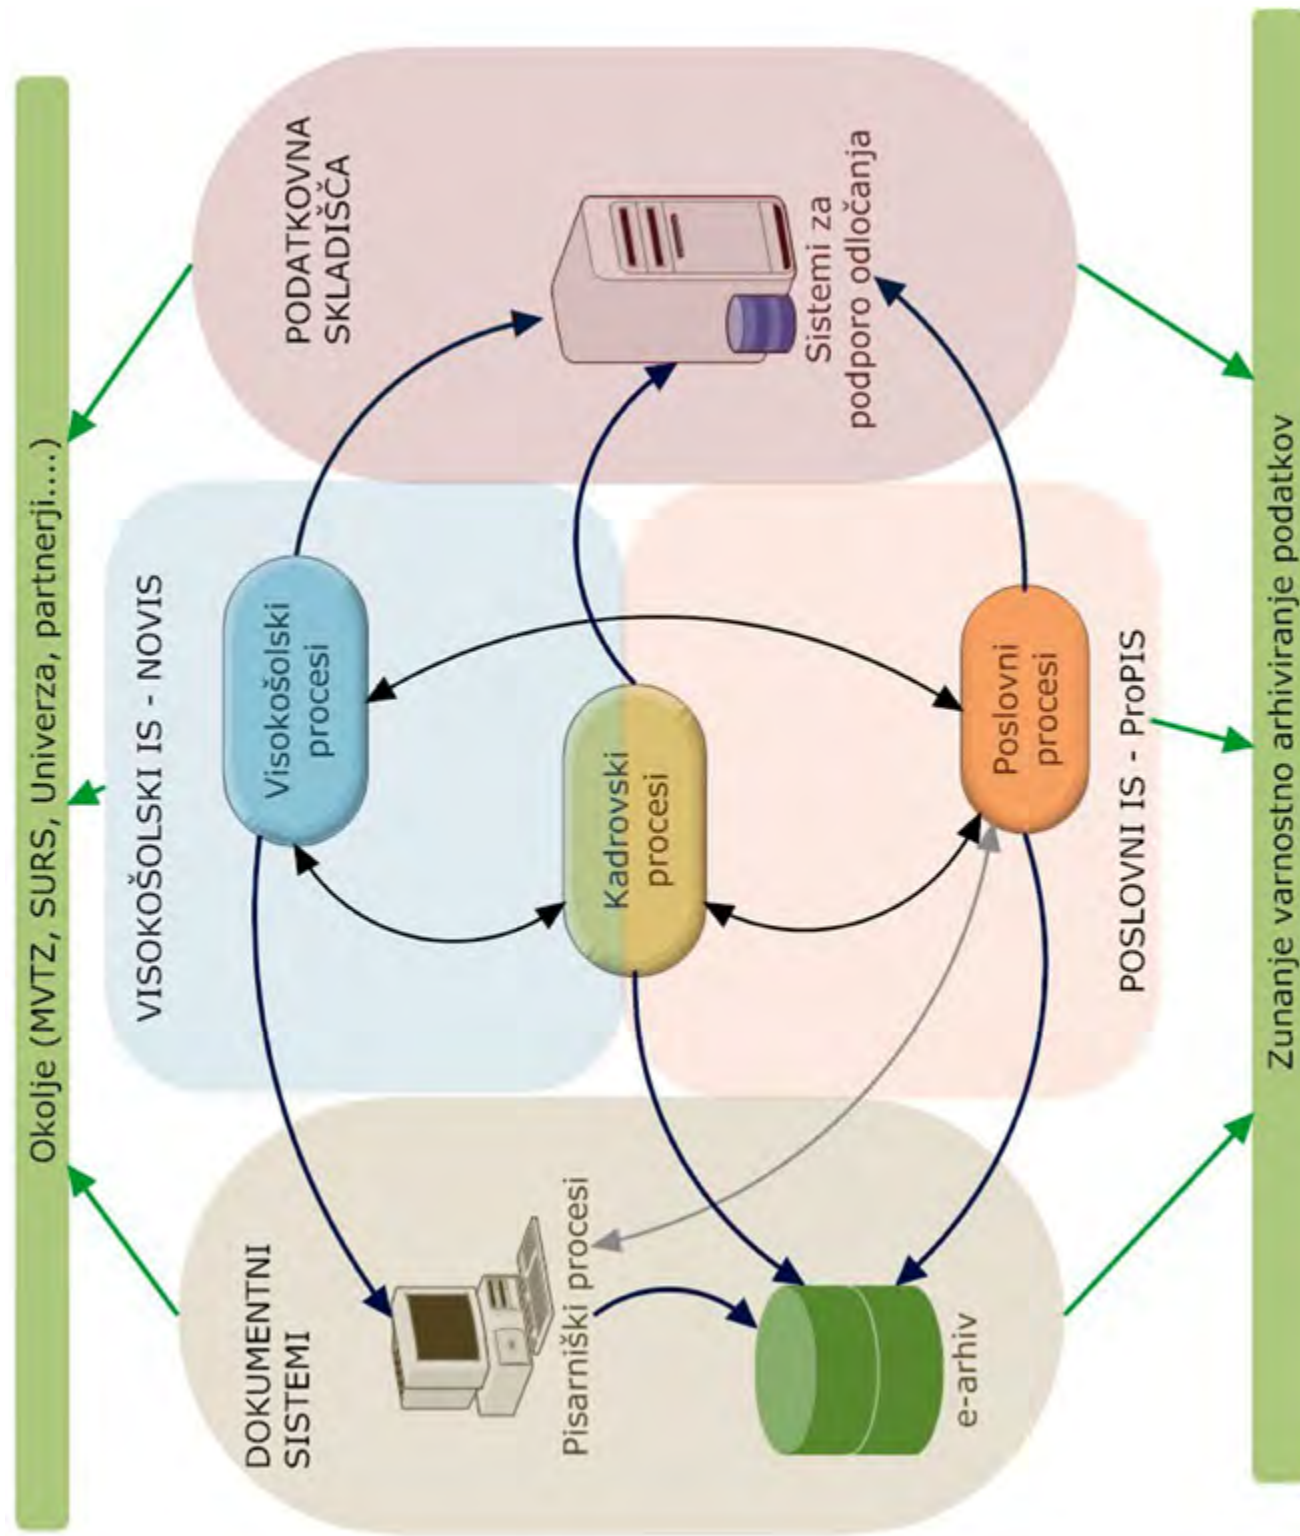 Okolje (MVTZ, SURS, Univerza, partnerji....)
DOKUMENTNI
SISTEMI
Pisarniški procesi
e-arhiv
VISOKOŠOLSKI IS - NOVIS
Visokošolski
procesi
Kadrovski
procesi
Poslovni
procesi
POSLOVNI IS - ProPIS
PODATKOVNA
SKLADIŠČA
Sistemi za
podporo odločanja
Zunanje varnostno arhiviranje podatkov